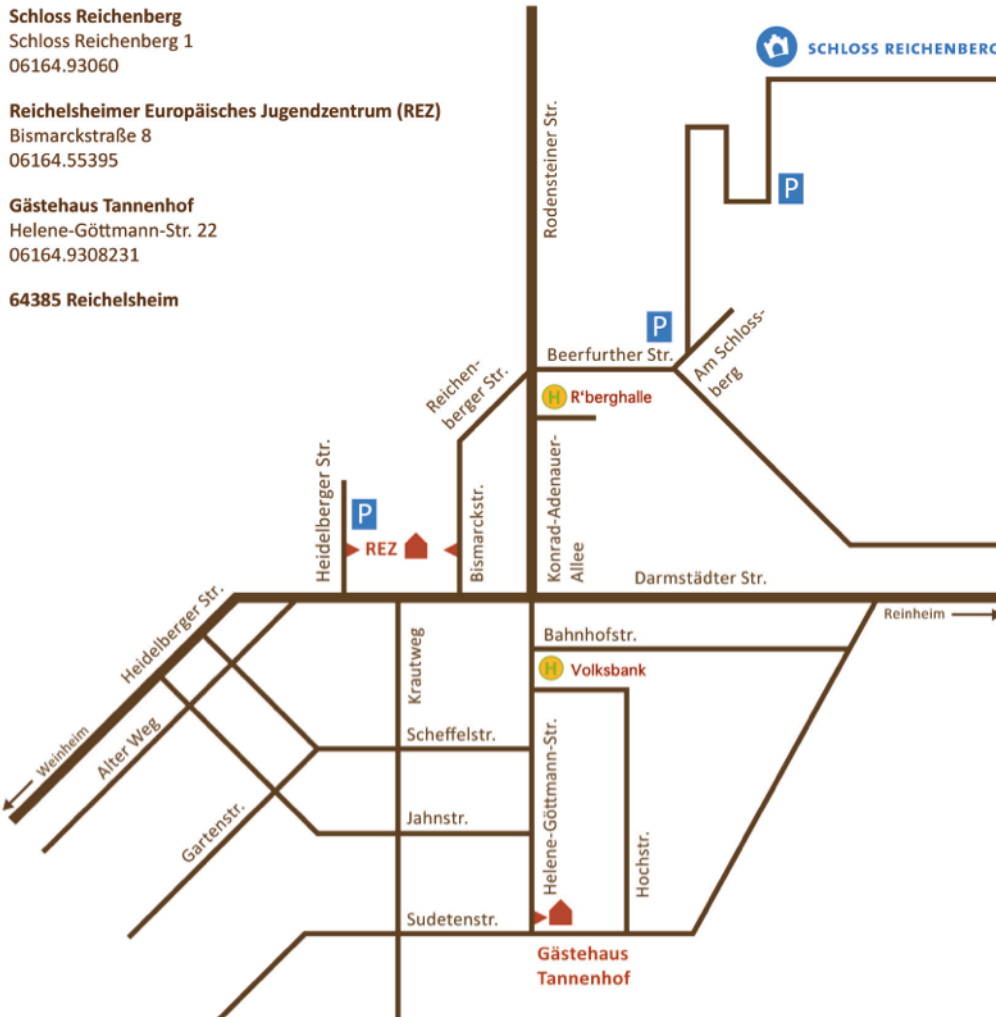 Schloss Reichenberg
Schloss Reichenberg 1
06164.93060
Reichelsheimer Europäisches Jugendzentrum (REZ)
Bismarckstraße 8
06164.55395
Gästehaus Tannenhof
Helene-Göttmann-Str. 22
06164.9308231
64385 Reichelsheim
SCHLOSS REICHENBERG
Rodensteiner Str.
P
P
Beerfurther Str.
Am Schloss-
berg
Reichen-
berger Str.
H R‘berghalle
Heidelberger Str.
P
REZ
Bismarckstr.
Konrad-Adenauer-
Allee
Darmstädter Str.
Reinheim
Heidelberger Str.
Weinheim
Alter Weg
Gartenstr.
Krautweg
Bahnhofstr.
H Volksbank
Scheffelstr.
Jahnstr.
Helene-Göttmann-Str.
Hochstr.
Sudetenstr.
Gästehaus
Tannenhof